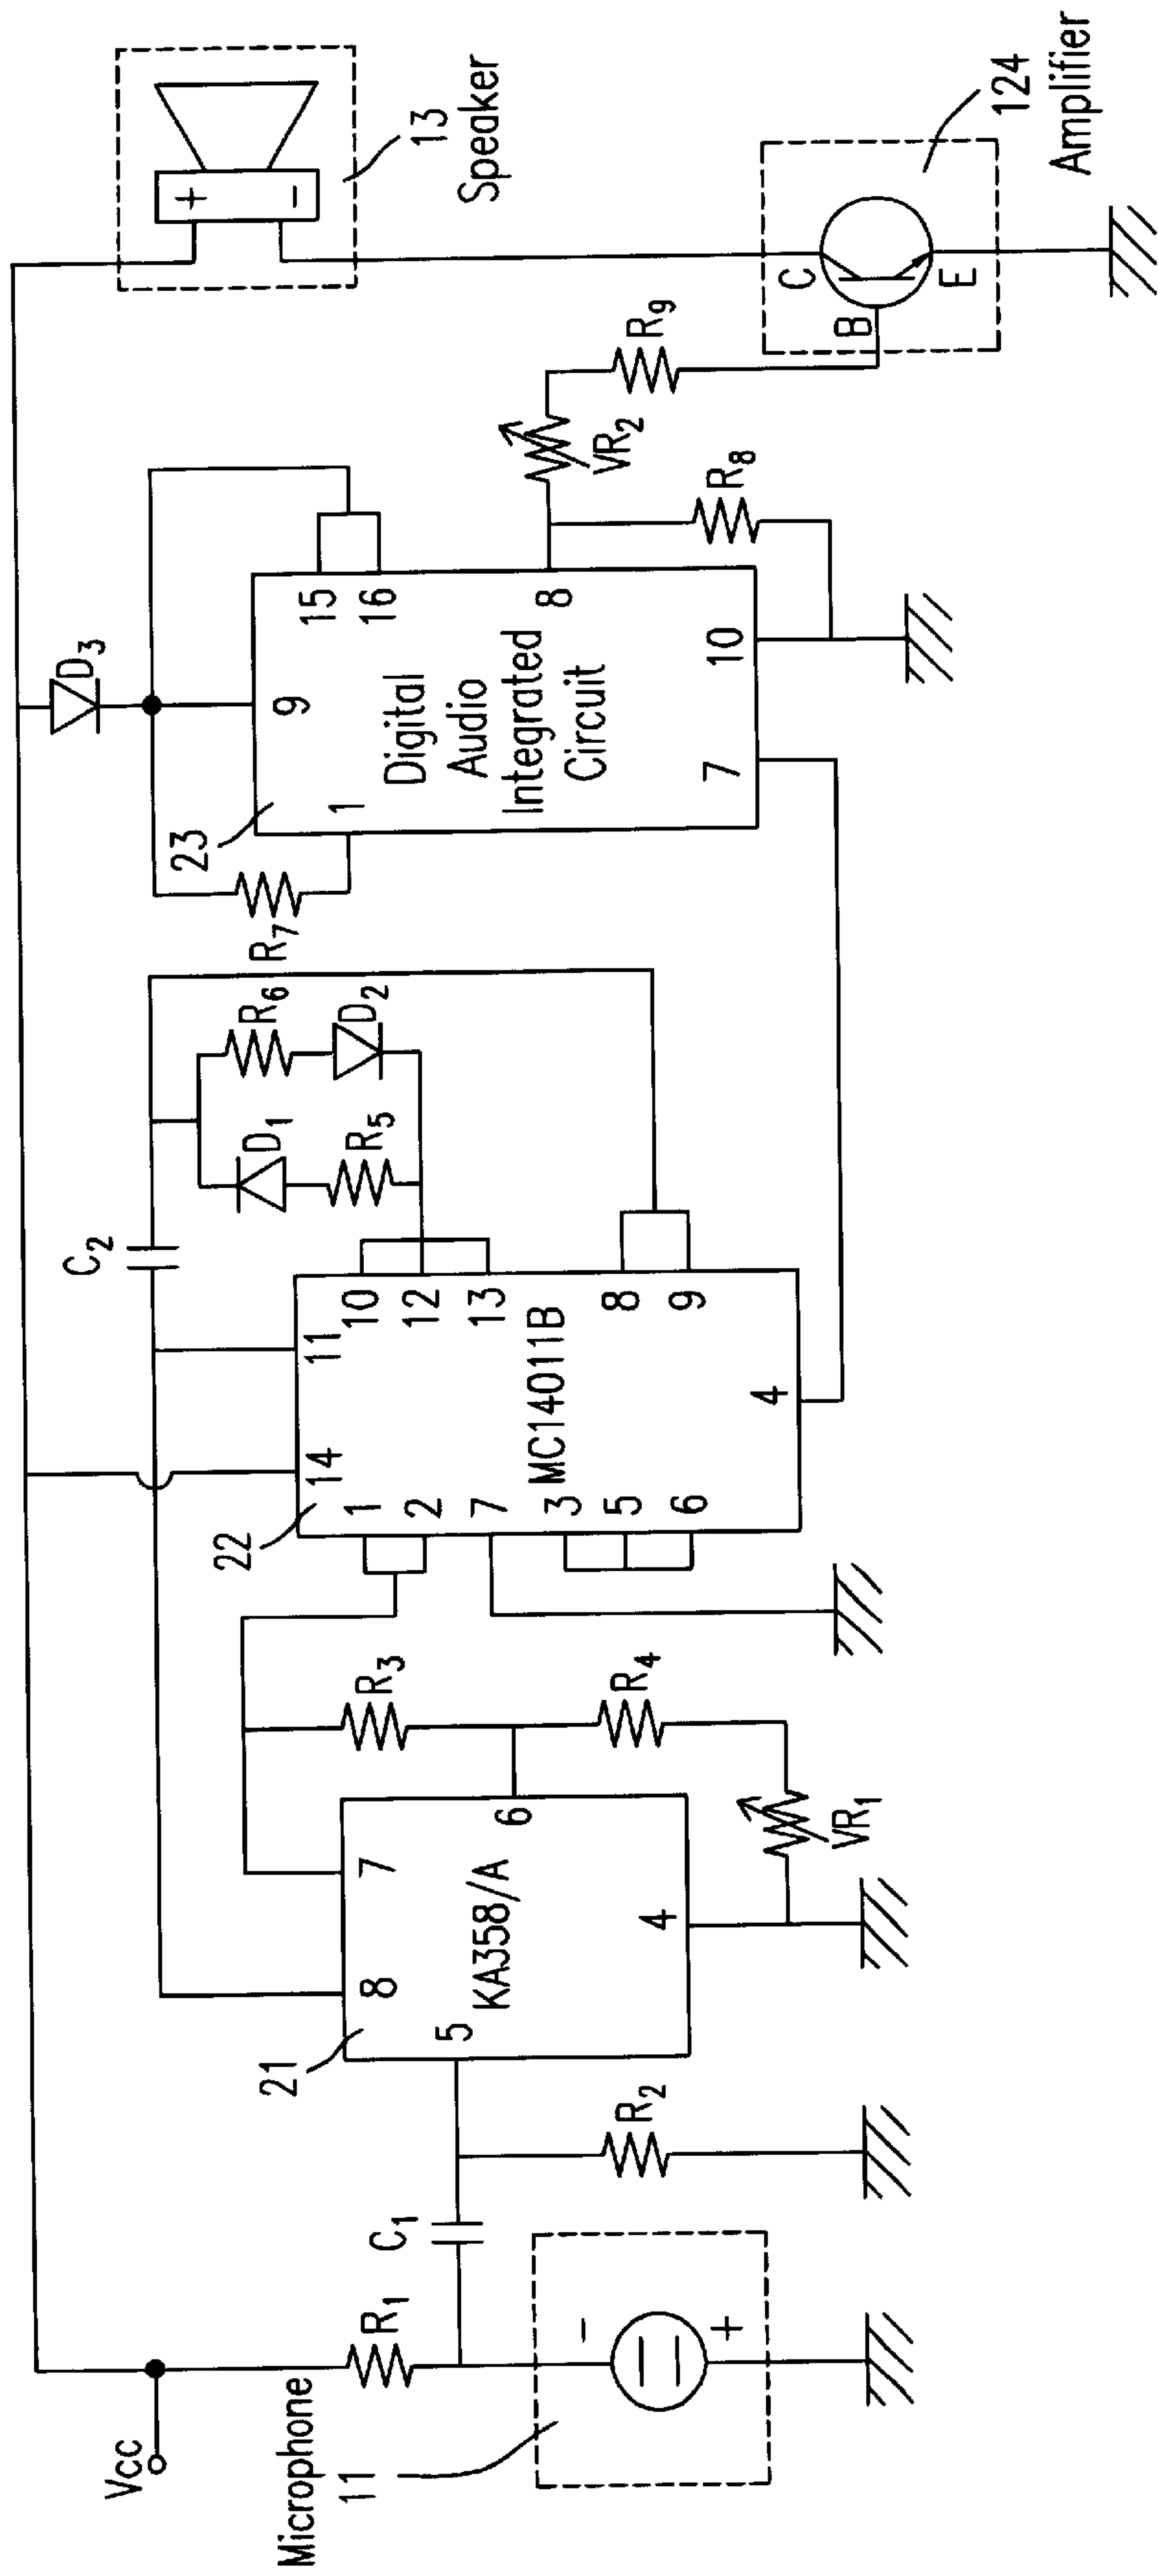 Vcc
Microphone
11
-
+
R1
C1
R2
21
KA358/A
5
8
7
6
4
R3
R4
VR1
22
MC14011B
14
11
1
2
7
3
5
6
10
12
13
8
9
4
C2
D1
R5
R6
D2
23
Digital
Audio
Integrated
Circuit
1
9
15
16
8
7
10
R7
D3
R8
VR2
R9
+
-
13
Speaker
B
C
E
124
Amplifier